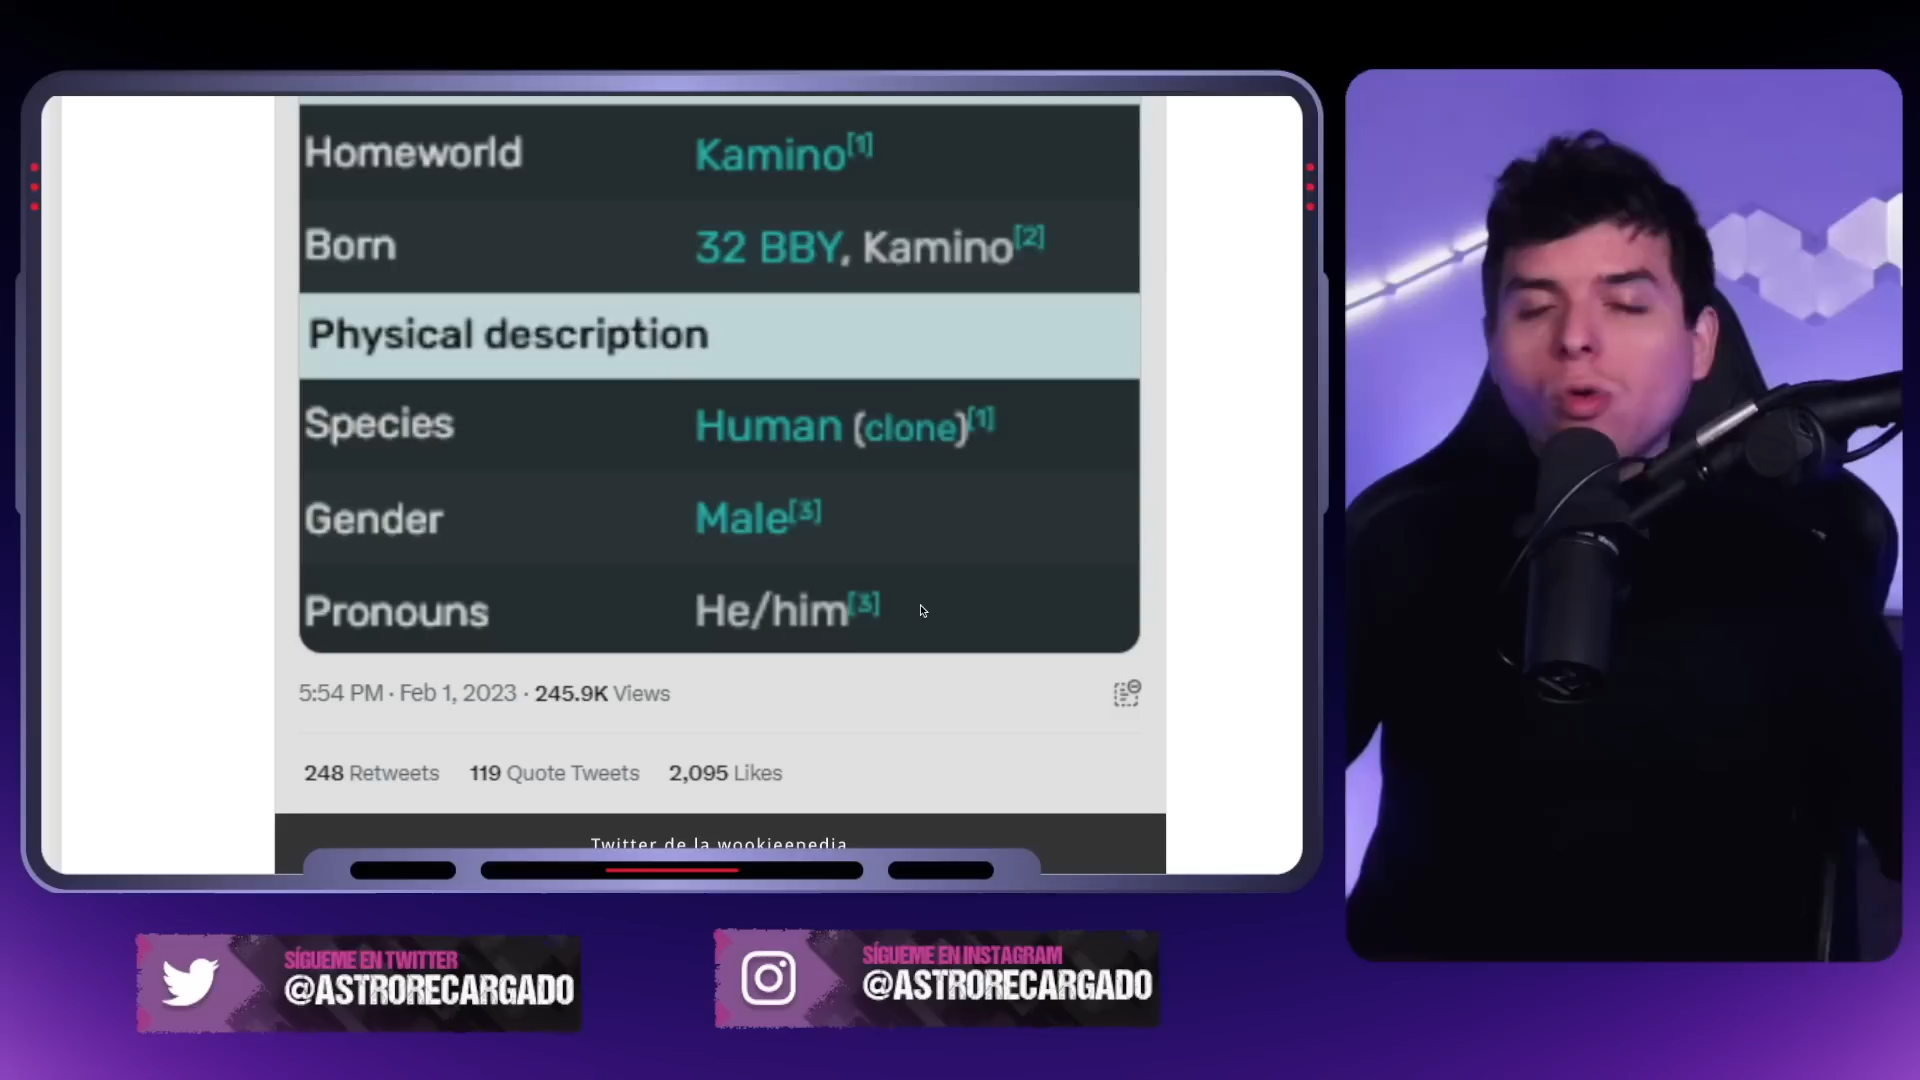 Homeworld Kamino[1]
Born 32 BBY, Kamino[2]
Physical description
Species Human (clone)[1]
Gender Male[3]
Pronouns He/him[3]
5:54 PM · Feb 1, 2023 · 245.9K Views
248 Retweets 119 Quote Tweets 2,095 Likes
Twitter de la wookieepedia
SÍGUEME EN TWITTER
@ASTRORECARGADO
SÍGUEME EN INSTAGRAM
@ASTRORECARGADO